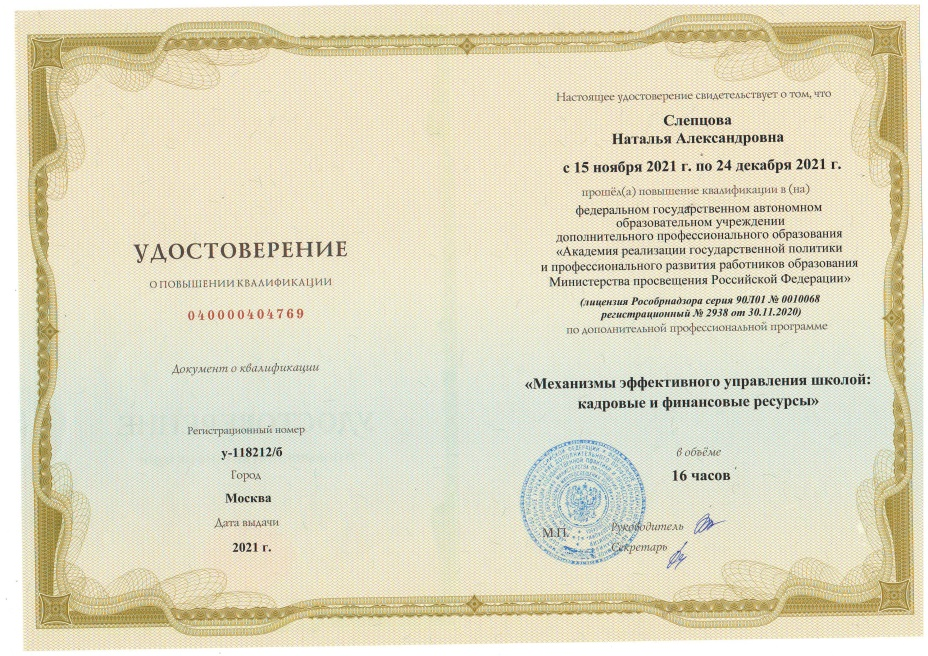 УДОСТОВЕРЕНИЕ
О ПОВЫШЕНИИ КВАЛИФИКАЦИИ
040000404769
Документ о квалификации
Регистрационный номер
у-118212/б
Город
Москва
Дата выдачи
2021 г.
Настоящее удостоверение свидетельствует о том, что
Слепцова
Наталья Александровна
с 15 ноября 2021 г. по 24 декабря 2021 г.
прошёл(а) повышение квалификации в (на)
федеральном государственном автономном
образовательном учреждении
дополнительного профессионального образования
«Академия реализации государственной политики
и профессионального развития работников образования
Министерства просвещения Российской Федерации»
(лицензия Рособрнадзора серия 90Л01 № 0010068
регистрационный № 2938 от 30.11.2020)
по дополнительной профессиональной программе
«Механизмы эффективного управления школой:
кадровые и финансовые ресурсы»
в объёме
16 часов
М.П.
Руководитель
Секретарь